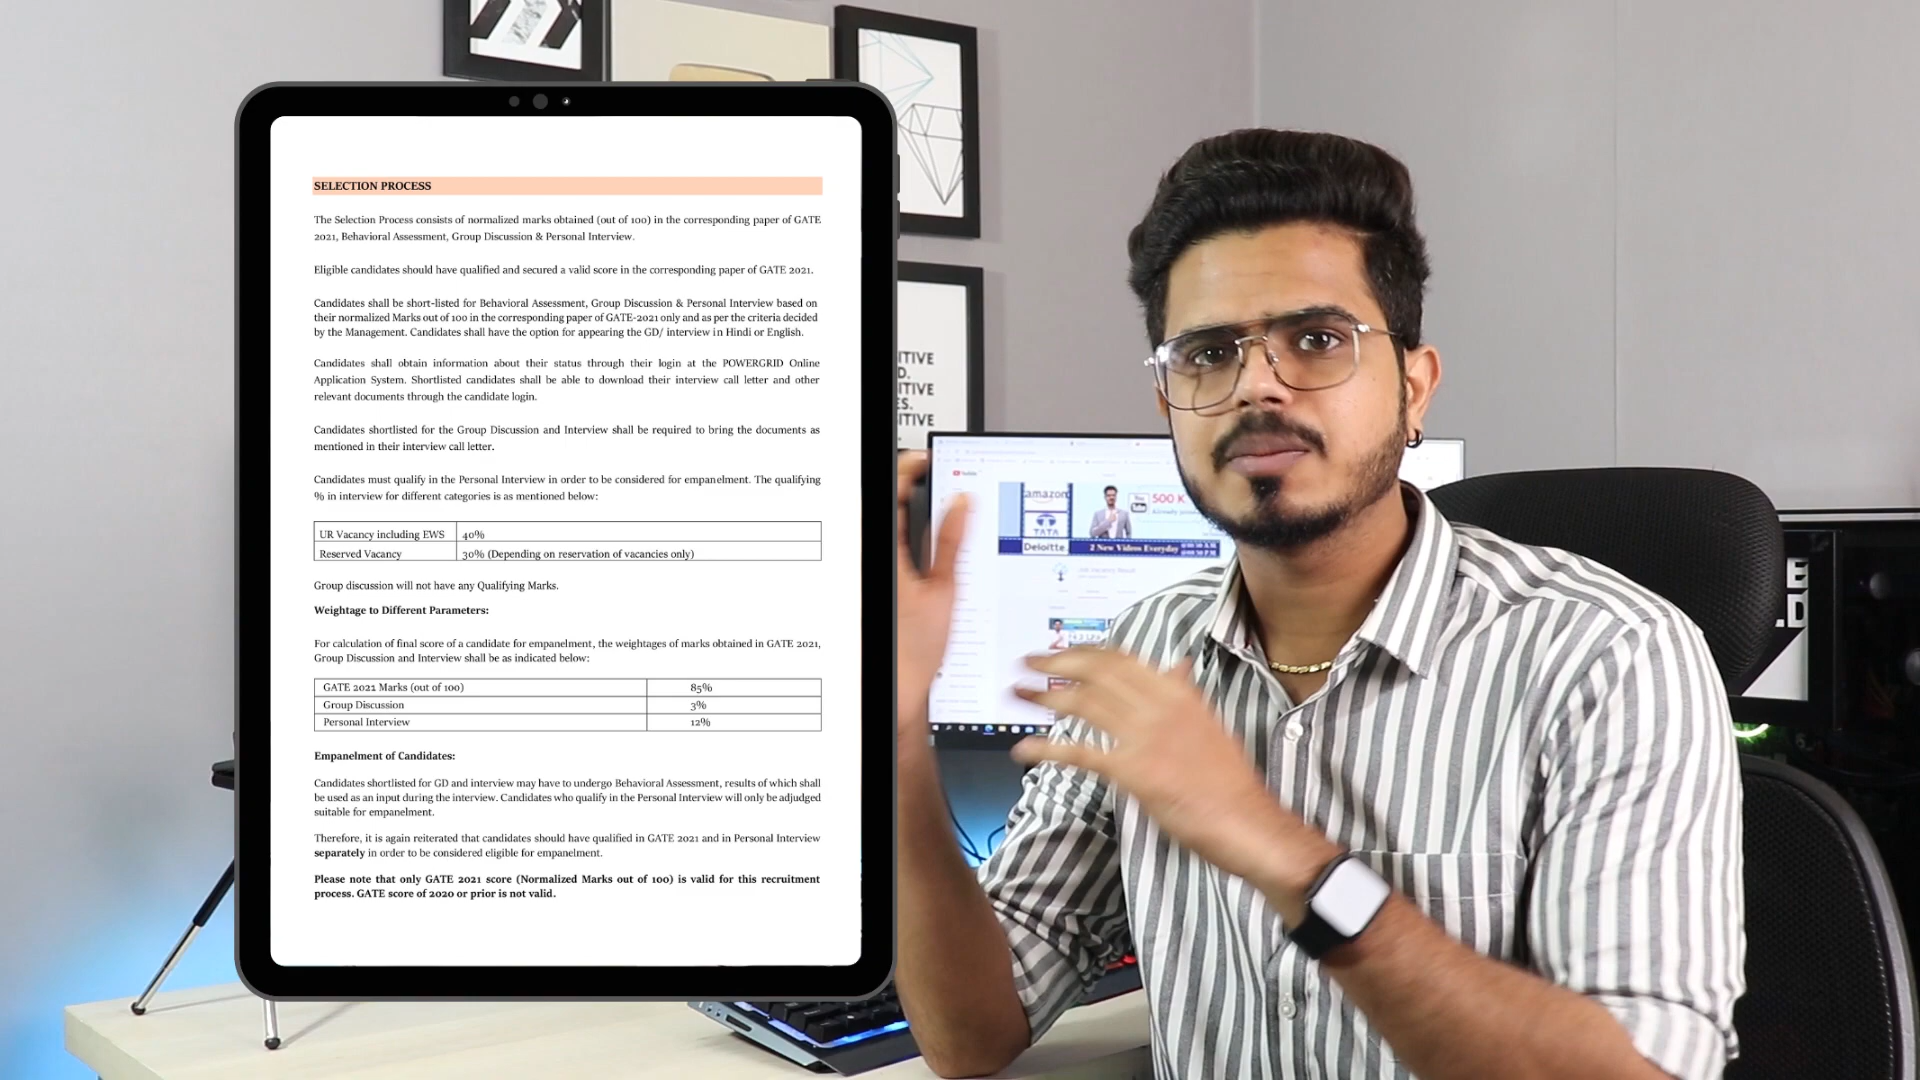 SELECTION PROCESS
The Selection Process consists of normalized marks obtained (out of 100) in the corresponding paper of GATE
2021, Behavioral Assessment, Group Discussion & Personal Interview.
Eligible candidates should have qualified and secured a valid score in the corresponding paper of GATE 2021.
Candidates shall be short-listed for Behavioral Assessment, Group Discussion & Personal Interview based on
their normalized Marks out of 100 in the corresponding paper of GATE-2021 only and as per the criteria decided
by the Management. Candidates shall have the option for appearing the GD/ interview in Hindi or English.
Candidates shall obtain information about their status through their login at the POWERGRID Online
Application System. Shortlisted candidates shall be able to download their interview call letter and other
relevant documents through the candidate login.
Candidates shortlisted for the Group Discussion and Interview shall be required to bring the documents as
mentioned in their interview call letter.
Candidates must qualify in the Personal Interview in order to be considered for empanelment. The qualifying
% in interview for different categories is as mentioned below:
UR Vacancy including EWS 40%
Reserved Vacancy 30% (Depending on reservation of vacancies only)
Group discussion will not have any Qualifying Marks.
Weightage to Different Parameters:
For calculation of final score of a candidate for empanelment, the weightages of marks obtained in GATE 2021,
Group Discussion and Interview shall be as indicated below:
GATE 2021 Marks (out of 100) 85%
Group Discussion 3%
Personal Interview 12%
Empanelment of Candidates:
Candidates shortlisted for GD and interview may have to undergo Behavioral Assessment, results of which shall
be used as an input during the interview. Candidates who qualify in the Personal Interview will only be adjudged
suitable for empanelment.
Therefore, it is again reiterated that candidates should have qualified in GATE 2021 and in Personal Interview
separately in order to be considered eligible for empanelment.
Please note that only GATE 2021 score (Normalized Marks out of 100) is valid for this recruitment
process. GATE score of 2020 or prior is not valid.
ITIVE
D.
ITIVE
ES.
ITIVE
amazon
TATA
Deloitte
500 K
2 New Videos Everyday